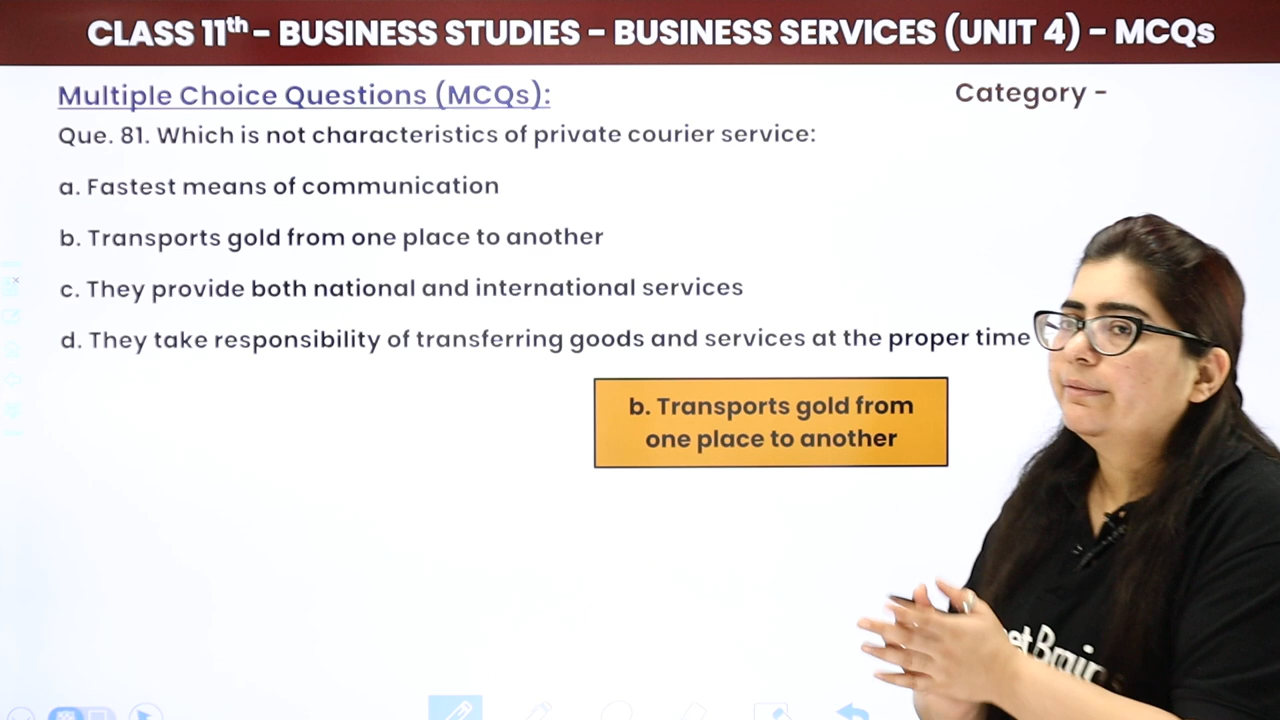 CLASS 11th – BUSINESS STUDIES – BUSINESS SERVICES (UNIT 4) – MCQs
Multiple Choice Questions (MCQs):
Category -
Que. 81. Which is not characteristics of private courier service:
a. Fastest means of communication
b. Transports gold from one place to another
c. They provide both national and international services
d. They take responsibility of transferring goods and services at the proper time
b. Transports gold from
one place to another